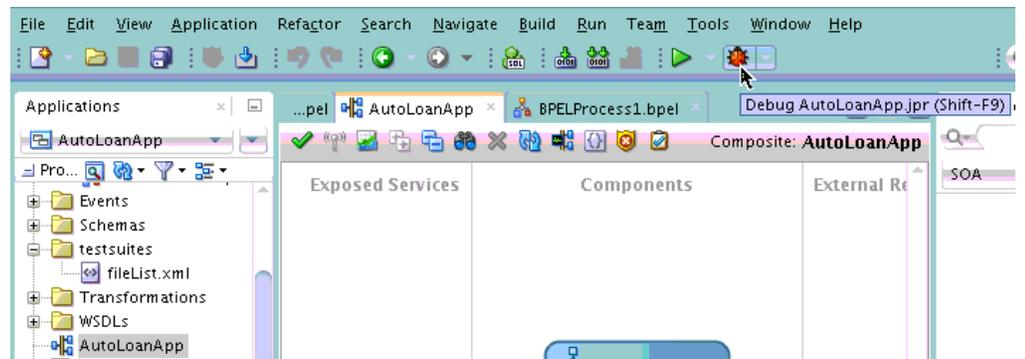 File Edit View Application Refactor Search Navigate Build Run Team Tools Window Help
Applications
...pel AutoLoanApp BPELProcess1.bpel
Debug AutoLoanApp.jpr (Shift-F9)
AutoLoanApp
Composite: AutoLoanApp
Pro...
Exposed Services Components External Re
SOA
Events
Schemas
testsuites
fileList.xml
Transformations
WSDLs
AutoLoanApp